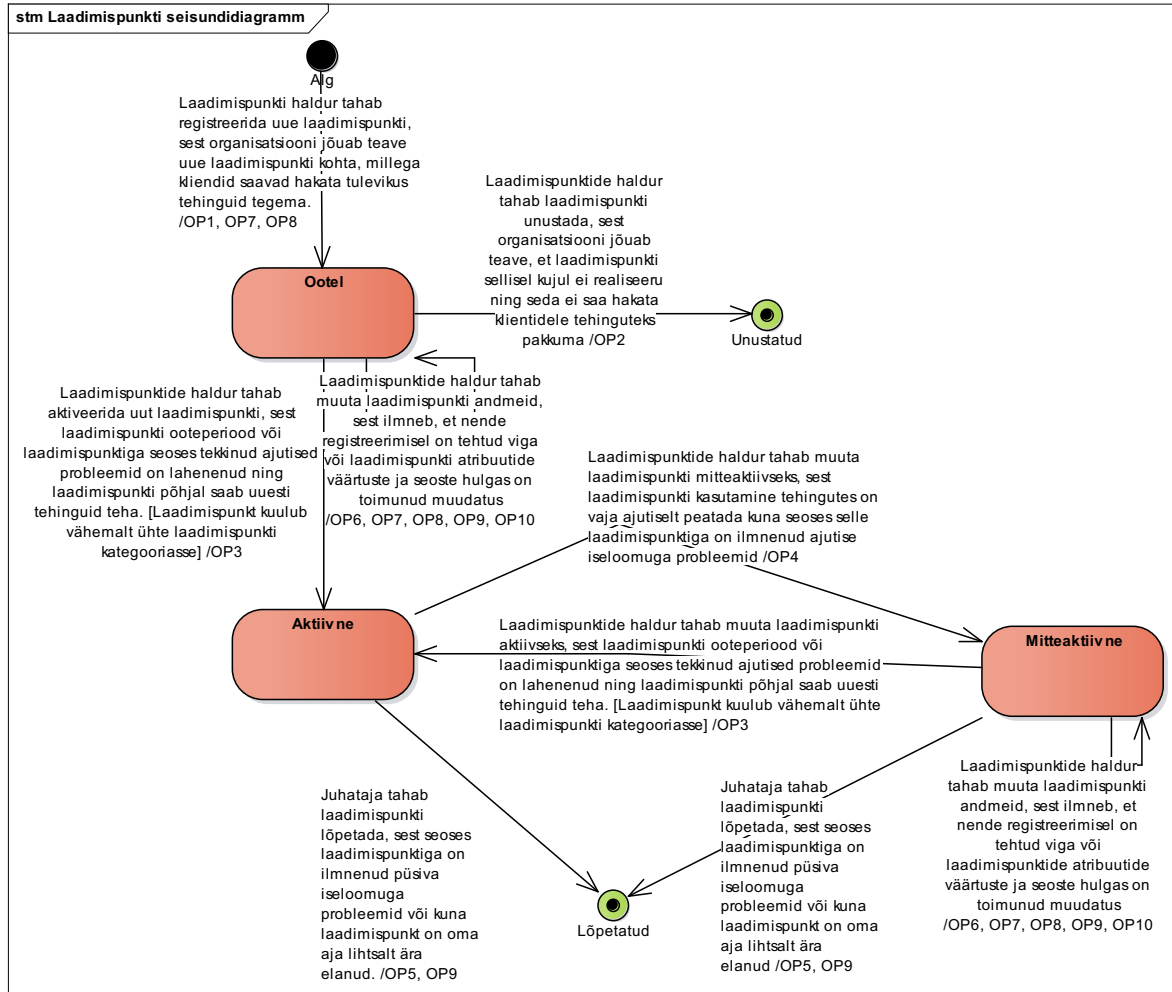 stm Laadimispunkti seisundidiagramm
Alg
Laadimispunkti haldur tahab
registreerida uue laadimispunkti,
sest organisatsiooni jõuab teave
uue laadimispunkti kohta, millega
kliendid saavad hakata tulevikus
tehinguid tegema.
/OP1, OP7, OP8
Laadimispunktide haldur
tahab laadimispunkti
unustada, sest
organisatsiooni jõuab
teave, et laadimispunkti
sellisel kujul ei realiseeru
ning seda ei saa hakata
klientidele tehinguteks
pakkuma /OP2
Ootel
Unustatud
Laadimispunktide haldur tahab
aktiveerida uut laadimispunkti, sest
laadimispunkti ooteperiood või
laadimispunktiga seoses tekkinud ajutised
probleemid on lahenenud ning
laadimispunkti põhjal saab uuesti
tehinguid teha. [Laadimispunkt kuulub
vähemalt ühte laadimispunkti
kategooriasse] /OP3
Laadimispunktide haldur tahab
muuta laadimispunkti andmeid,
sest ilmneb, et nende
registreerimisel on tehtud viga
või laadimispunkti atribuutide
väärtuste ja seoste hulgas on
toimunud muudatus
/OP6, OP7, OP8, OP9, OP10
Laadimispunktide haldur tahab muuta
laadimispunkti mitteaktiivseks, sest
laadimispunkti kasutamine tehingutes on
vaja ajutiselt peatada kuna seoses selle
laadimispunktiga on ilmnenud ajutise
iseloomuga probleemid /OP4
Aktiivne
Laadimispunktide haldur tahab muuta laadimispunkti
aktiivseks, sest laadimispunkti ooteperiood või
laadimispunktiga seoses tekkinud ajutised probleemid
on lahenenud ning laadimispunkti põhjal saab uuesti
tehinguid teha. [Laadimispunkt kuulub vähemalt ühte
laadimispunkti kategooriasse] /OP3
Mitteaktiivne
Juhataja tahab
laadimispunkti
lõpetada, sest seoses
laadimispunktiga on
ilmnenud püsiva
iseloomuga
probleemid või kuna
laadimispunkt on oma
aja lihtsalt ära
elanud. /OP5, OP9
Juhataja tahab
laadimispunkti
lõpetada, sest seoses
laadimispunktiga on
ilmnenud püsiva
iseloomuga
probleemid või kuna
laadimispunkt on oma
aja lihtsalt ära
elanud /OP5, OP9
Laadimispunktide haldur
tahab muuta laadimispunkti
andmeid, sest ilmneb, et
nende registreerimisel on
tehtud viga või
laadimispunktide atribuutide
väärtuste ja seoste hulgas on
toimunud muudatus
/OP6, OP7, OP8, OP9, OP10
Lõpetatud